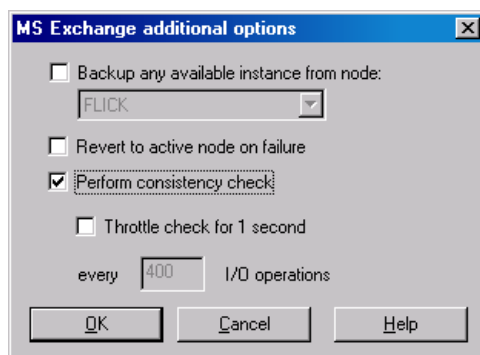 MS Exchange additional options
Backup any available instance from node:
FLICK
Revert to active node on failure
Perform consistency check
Throttle check for 1 second
every 400 I/O operations
OK Cancel Help